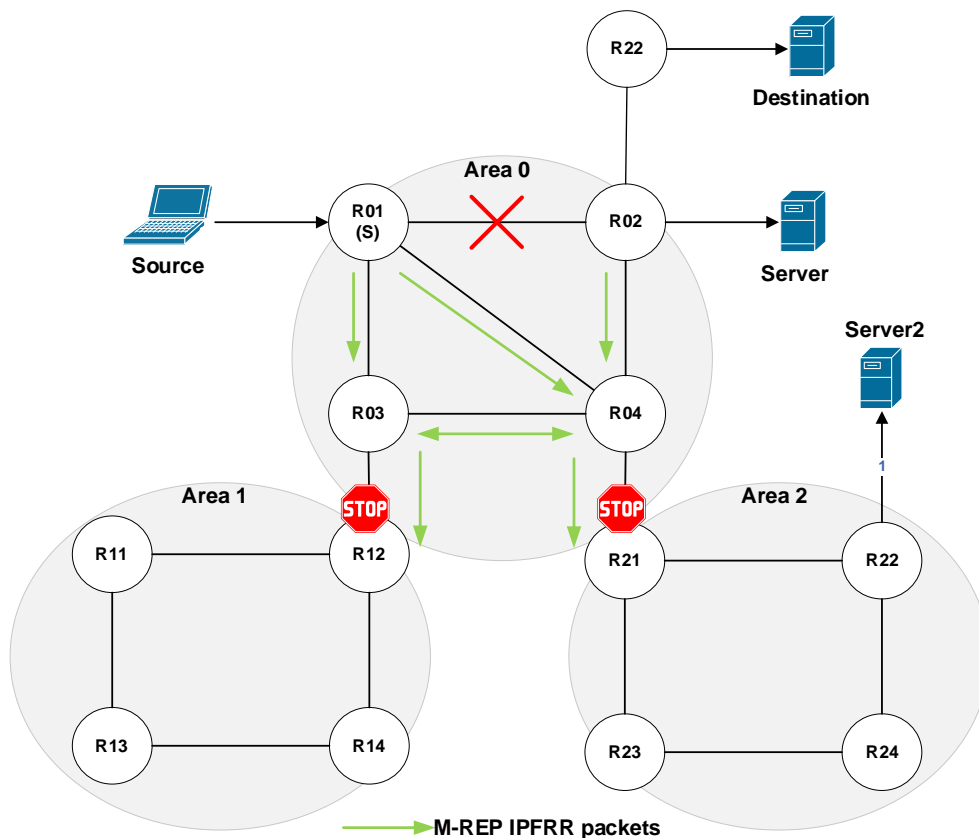 R22
Destination
Area 0
R01
(S)
R02
Source
Server
Server2
R03
R04
1
Area 1
STOP
STOP
Area 2
R11
R12
R21
R22
R13
R14
R23
R24
M-REP IPFRR packets